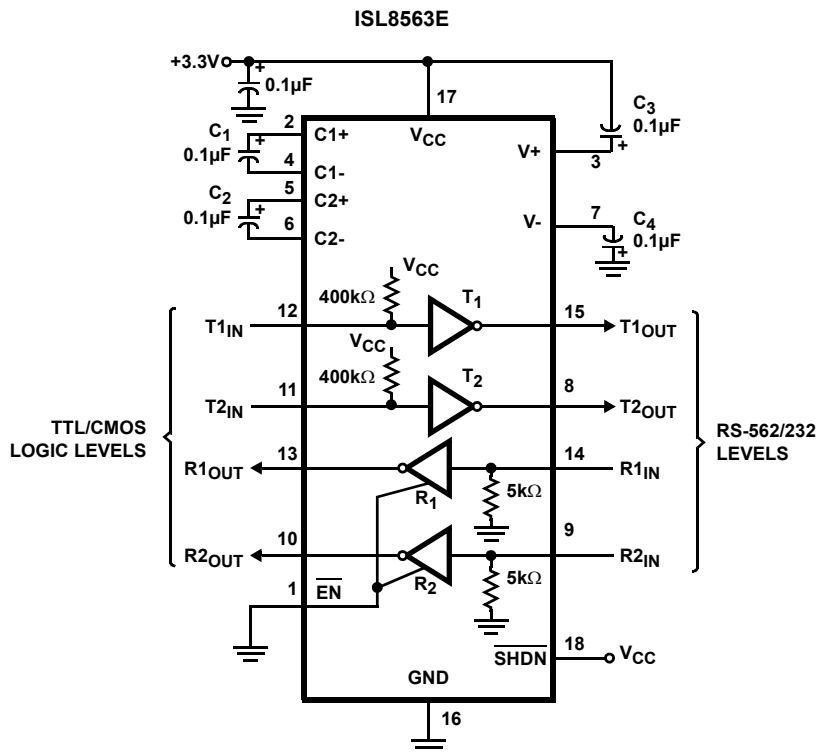 ISL8563E
+3.3V
+
0.1µF
17
C3
0.1µF
+
2
C1+
VCC
C1
0.1µF
+
4
C1-
V+
3
5
C2+
C2
0.1µF
+
6
C2-
V-
7
C4
0.1µF
+
VCC
400kΩ
T1
T1IN
12
15
T1OUT
VCC
400kΩ
T2
T2IN
11
8
T2OUT
TTL/CMOS
LOGIC LEVELS
RS-562/232
LEVELS
R1OUT
13
R1
5kΩ
14
R1IN
R2OUT
10
R2
5kΩ
9
R2IN
1
EN
SHDN
18
VCC
GND
16